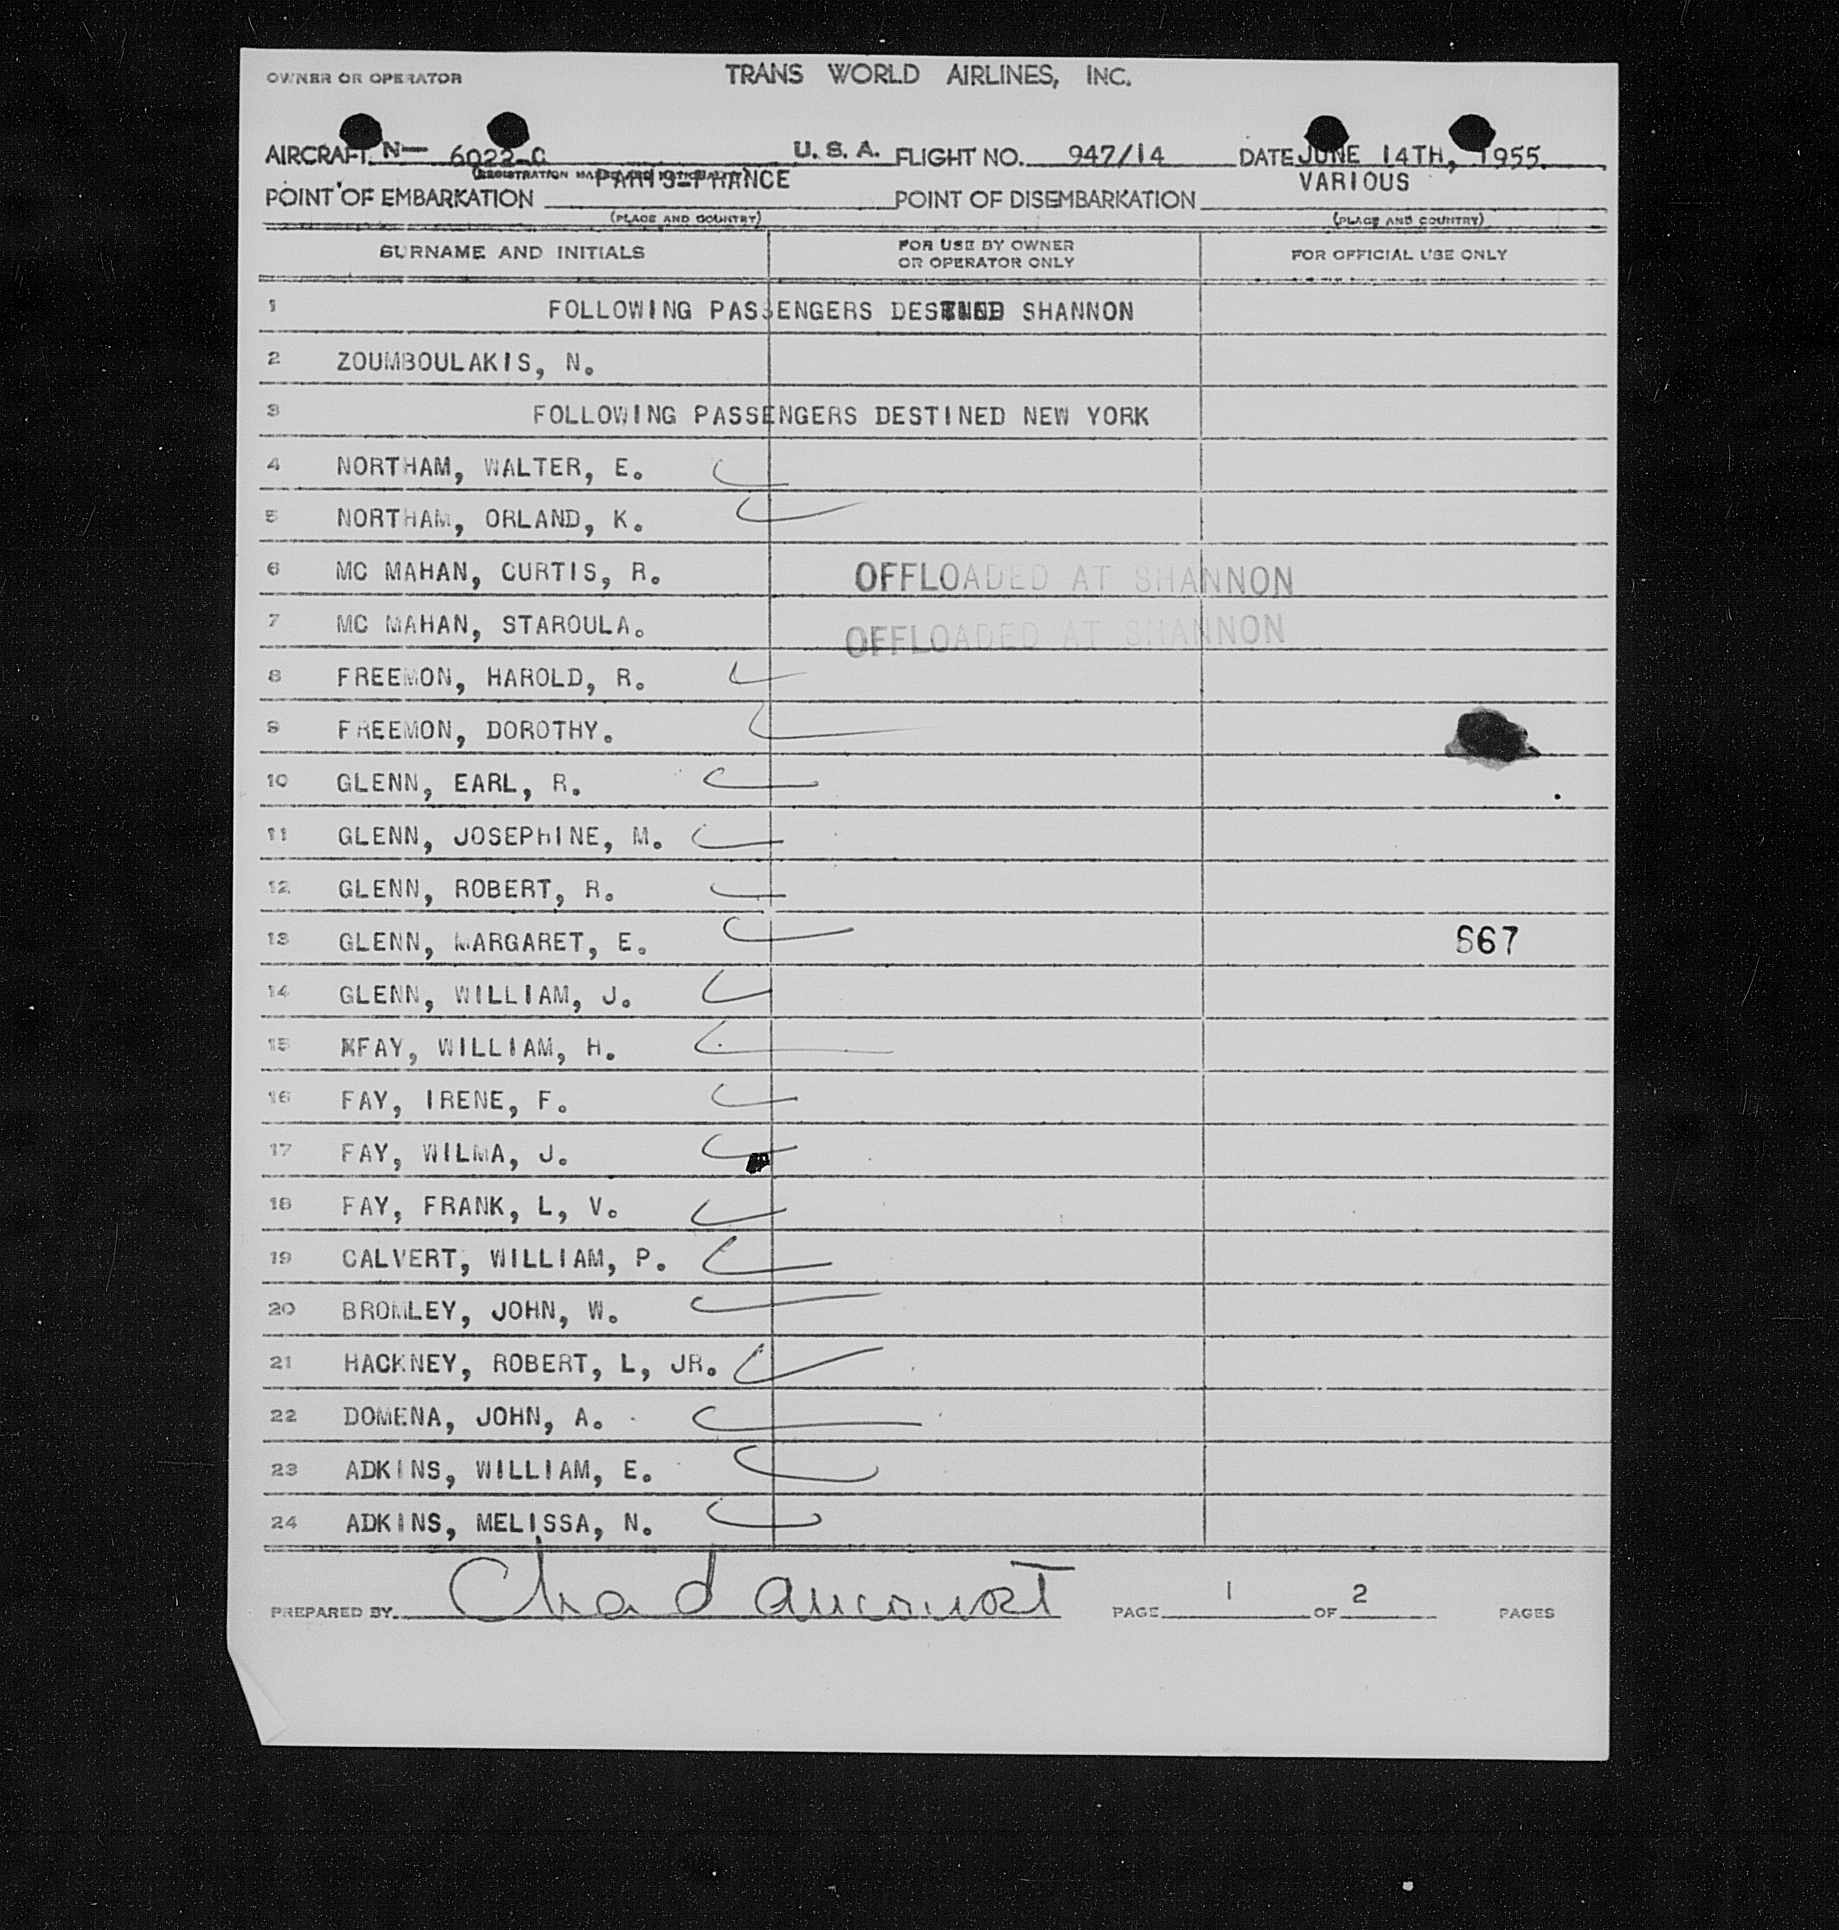 OWNER OR OPERATOR TRANS WORLD AIRLINES, INC.
AIRCRAFT N— 6022-C U. S. A. FLIGHT NO. 947/14 DATE JUNE 14TH, 1955.
(REGISTRATION MARKS AND NATIONALITY) PARIS-FRANCE VARIOUS
POINT OF EMBARKATION POINT OF DISEMBARKATION
(PLACE AND COUNTRY) (PLACE AND COUNTRY)
SURNAME AND INITIALS FOR USE BY OWNER OR OPERATOR ONLY FOR OFFICIAL USE ONLY
1 FOLLOWING PASSENGERS DESTINED SHANNON
2 ZOUMBOULAKIS, N.
3 FOLLOWING PASSENGERS DESTINED NEW YORK
4 NORTHAM, WALTER, E.
5 NORTHAM, ORLAND, K.
6 MC MAHAN, CURTIS, R. OFFLOADED AT SHANNON
7 MC MAHAN, STAROULA. OFFLOADED AT SHANNON
8 FREEMON, HAROLD, R.
9 FREEMON, DOROTHY.
10 GLENN, EARL, R.
11 GLENN, JOSEPHINE, M.
12 GLENN, ROBERT, R.
13 GLENN, MARGARET, E. 667
14 GLENN, WILLIAM, J.
15 FAY, WILLIAM, H.
16 FAY, IRENE, F.
17 FAY, WILMA, J.
18 FAY, FRANK, L, V.
19 CALVERT, WILLIAM, P.
20 BROMLEY, JOHN, W.
21 HACKNEY, ROBERT, L, JR.
22 DOMENA, JOHN, A.
23 ADKINS, WILLIAM, E.
24 ADKINS, MELISSA, N.
PREPARED BY PAGE 1 OF 2 PAGES